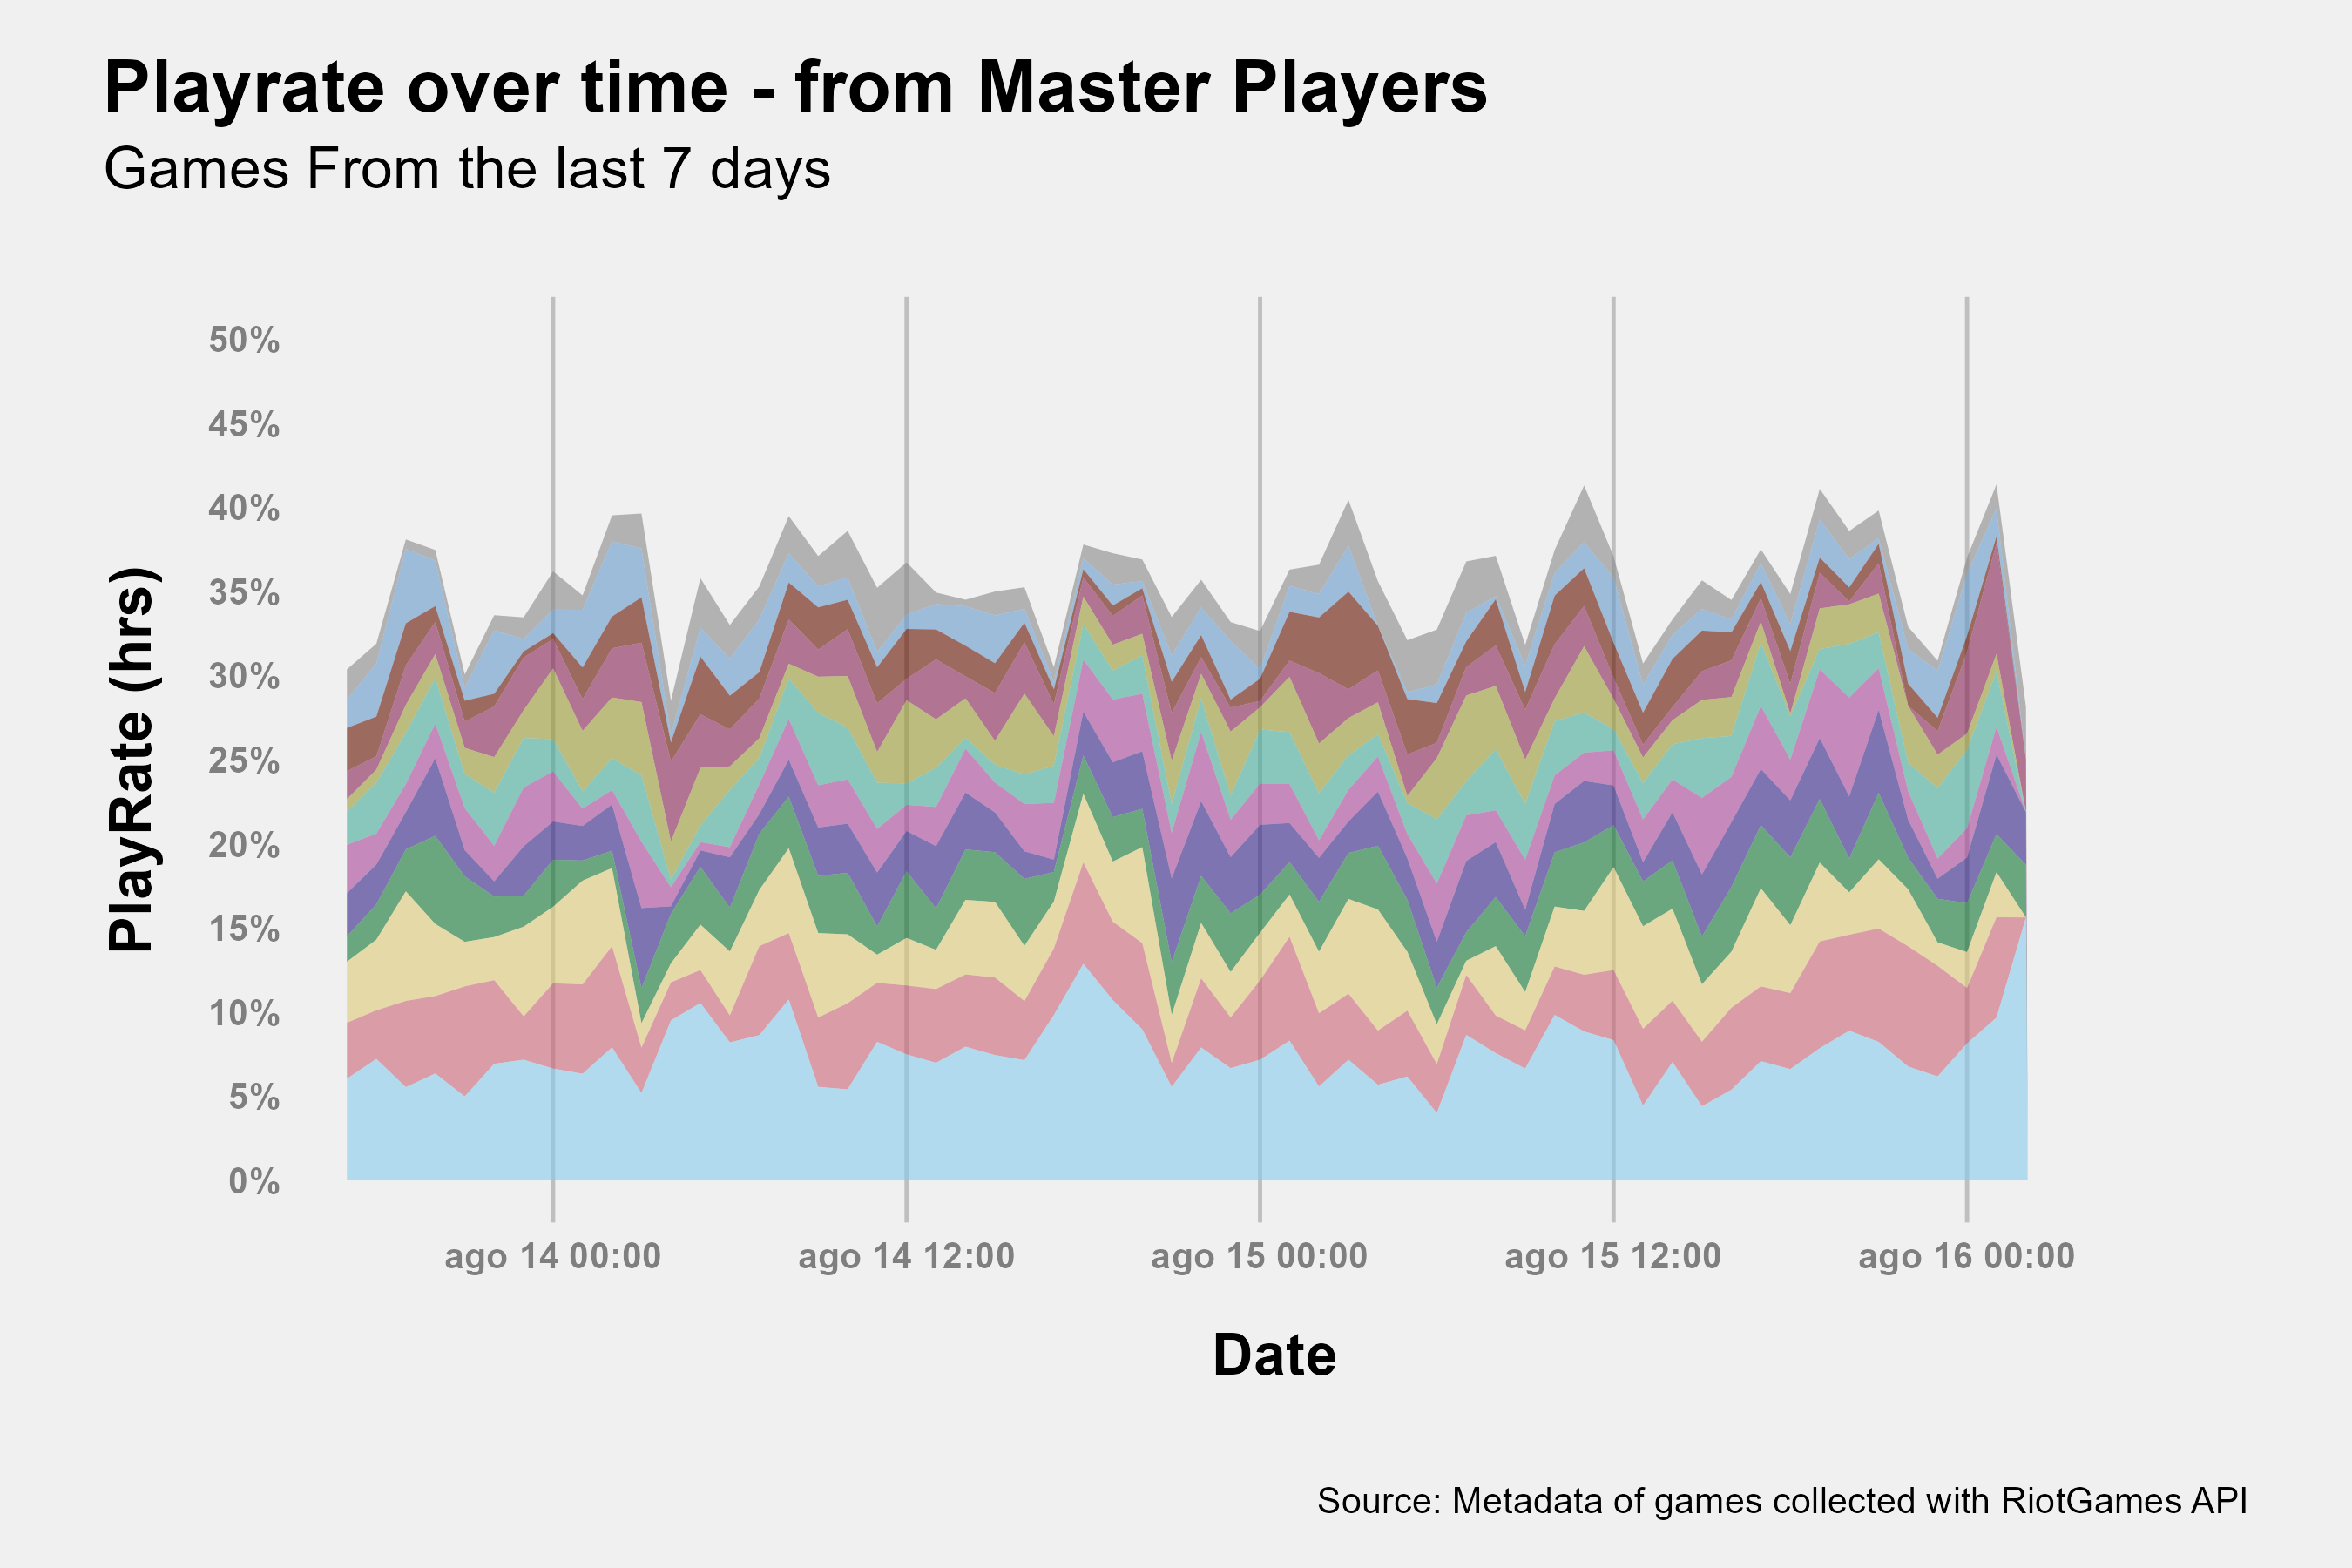 Playrate over time - from Master Players
Games From the last 7 days
PlayRate (hrs)
50%
45%
40%
35%
30%
25%
20%
15%
10%
5%
0%
ago 14 00:00
ago 14 12:00
ago 15 00:00
ago 15 12:00
ago 16 00:00
Date
Source: Metadata of games collected with RiotGames API